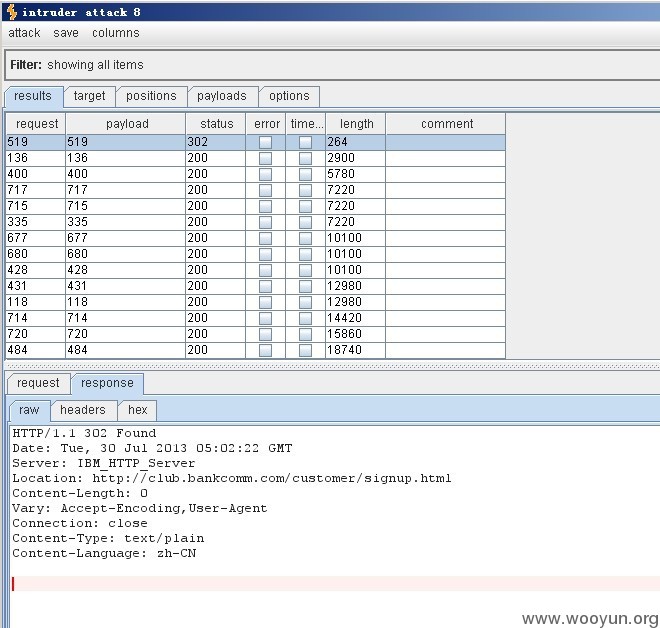 intruder attack 8
attack save columns
Filter: showing all items
results target positions payloads options
request payload status error time... length comment
519 519 302 264
136 136 200 2900
400 400 200 5780
717 717 200 7220
715 715 200 7220
335 335 200 7220
677 677 200 10100
680 680 200 10100
428 428 200 10100
431 431 200 12980
118 118 200 12980
714 714 200 14420
720 720 200 15860
484 484 200 18740
request response
raw headers hex
HTTP/1.1 302 Found
Date: Tue, 30 Jul 2013 05:02:22 GMT
Server: IBM_HTTP_Server
Location: http://club.bankcomm.com/customer/signup.html
Content-Length: 0
Vary: Accept-Encoding,User-Agent
Connection: close
Content-Type: text/plain
Content-Language: zh-CN
www.wooyun.org